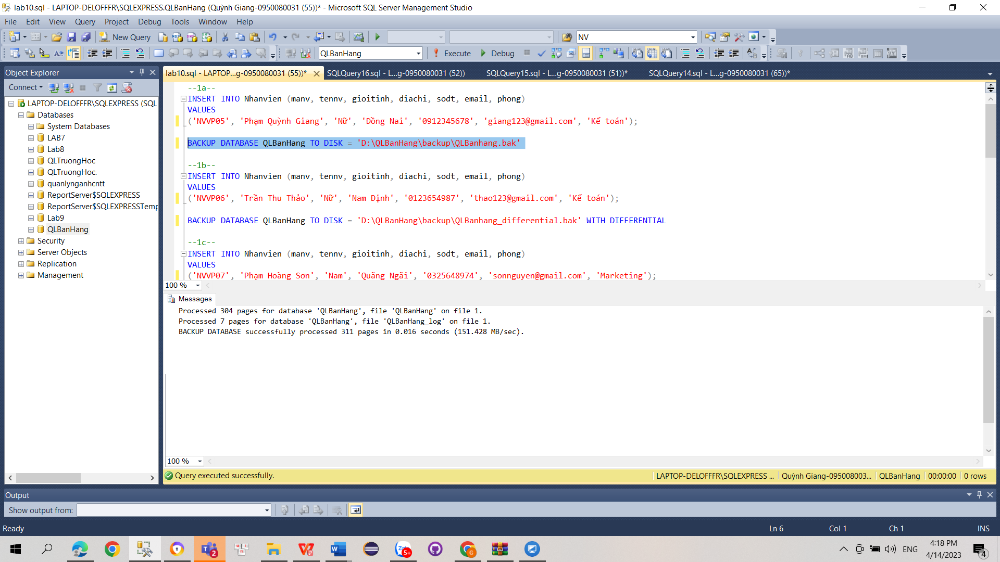 lab10.sql - LAPTOP-DELOFFFR\SQLEXPRESS.QLBanHang (Quỳnh Giang-0950080031 (55))* - Microsoft SQL Server Management Studio
File Edit View Query Project Debug Tools Window Help
New Query
NV
QLBanHang
Execute
Debug
Object Explorer
lab10.sql - LAPTOP...g-0950080031 (55))*
SQLQuery16.sql - L...g-0950080031 (52))
SQLQuery15.sql - L...g-0950080031 (51))*
SQLQuery14.sql - L...g-0950080031 (65))*
Connect
LAPTOP-DELOFFFR\SQLEXPRESS (SQL
Databases
System Databases
LAB7
Lab8
QLTruongHoc
QLTruongHoc.
quanlynganhcntt
ReportServer$SQLEXPRESS
ReportServer$SQLEXPRESSTemp
Lab9
QLBanHang
Security
Server Objects
Replication
Management
--1a--
INSERT INTO Nhanvien (manv, tennv, gioitinh, diachi, sodt, email, phong)
VALUES
('NVVP05', 'Phạm Quỳnh Giang', 'Nữ', 'Đồng Nai', '0912345678', 'giang123@gmail.com', 'Kế toán');
BACKUP DATABASE QLBanHang TO DISK = 'D:\QLBanHang\backup\QLBanhang.bak'
--1b--
INSERT INTO Nhanvien (manv, tennv, gioitinh, diachi, sodt, email, phong)
VALUES
('NVVP06', 'Trần Thu Thảo', 'Nữ', 'Nam Định', '0123654987', 'thao123@gmail.com', 'Kế toán');
BACKUP DATABASE QLBanHang TO DISK = 'D:\QLBanHang\backup\QLBanhang_differential.bak' WITH DIFFERENTIAL
--1c--
INSERT INTO Nhanvien (manv, tennv, gioitinh, diachi, sodt, email, phong)
VALUES
('NVVP07', 'Phạm Hoàng Sơn', 'Nam', 'Quãng Ngãi', '0325648974', 'sonnguyen@gmail.com', 'Marketing');
100 %
Messages
Processed 304 pages for database 'QLBanHang', file 'QLBanHang' on file 1.
Processed 7 pages for database 'QLBanHang', file 'QLBanHang_log' on file 1.
BACKUP DATABASE successfully processed 311 pages in 0.016 seconds (151.428 MB/sec).
100 %
Query executed successfully.
LAPTOP-DELOFFFR\SQLEXPRESS ...
Quỳnh Giang-095008003...
QLBanHang
00:00:00
0 rows
Output
Show output from:
Ready
Ln 6
Col 1
Ch 1
INS
2
5+
G
ENG
4:18 PM
4/14/2023
4